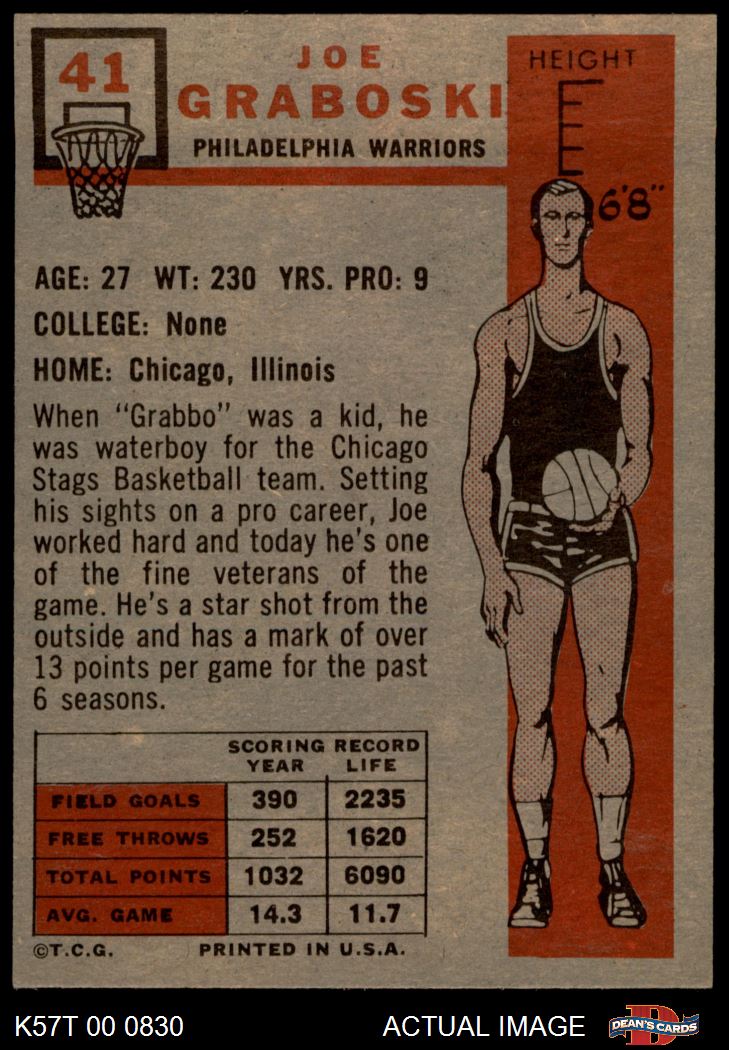 41
JOE
GRABOSKI
PHILADELPHIA WARRIORS
HEIGHT
6'8"
AGE: 27 WT: 230 YRS. PRO: 9
COLLEGE: None
HOME: Chicago, Illinois
When "Grabbo" was a kid, he
was waterboy for the Chicago
Stags Basketball team. Setting
his sights on a pro career, Joe
worked hard and today he's one
of the fine veterans of the
game. He's a star shot from the
outside and has a mark of over
13 points per game for the past
6 seasons.
SCORING RECORD
YEAR LIFE
FIELD GOALS 390 2235
FREE THROWS 252 1620
TOTAL POINTS 1032 6090
AVG. GAME 14.3 11.7
©T.C.G. PRINTED IN U.S.A.
K57T 00 0830 ACTUAL IMAGE D DEAN'S CARDS